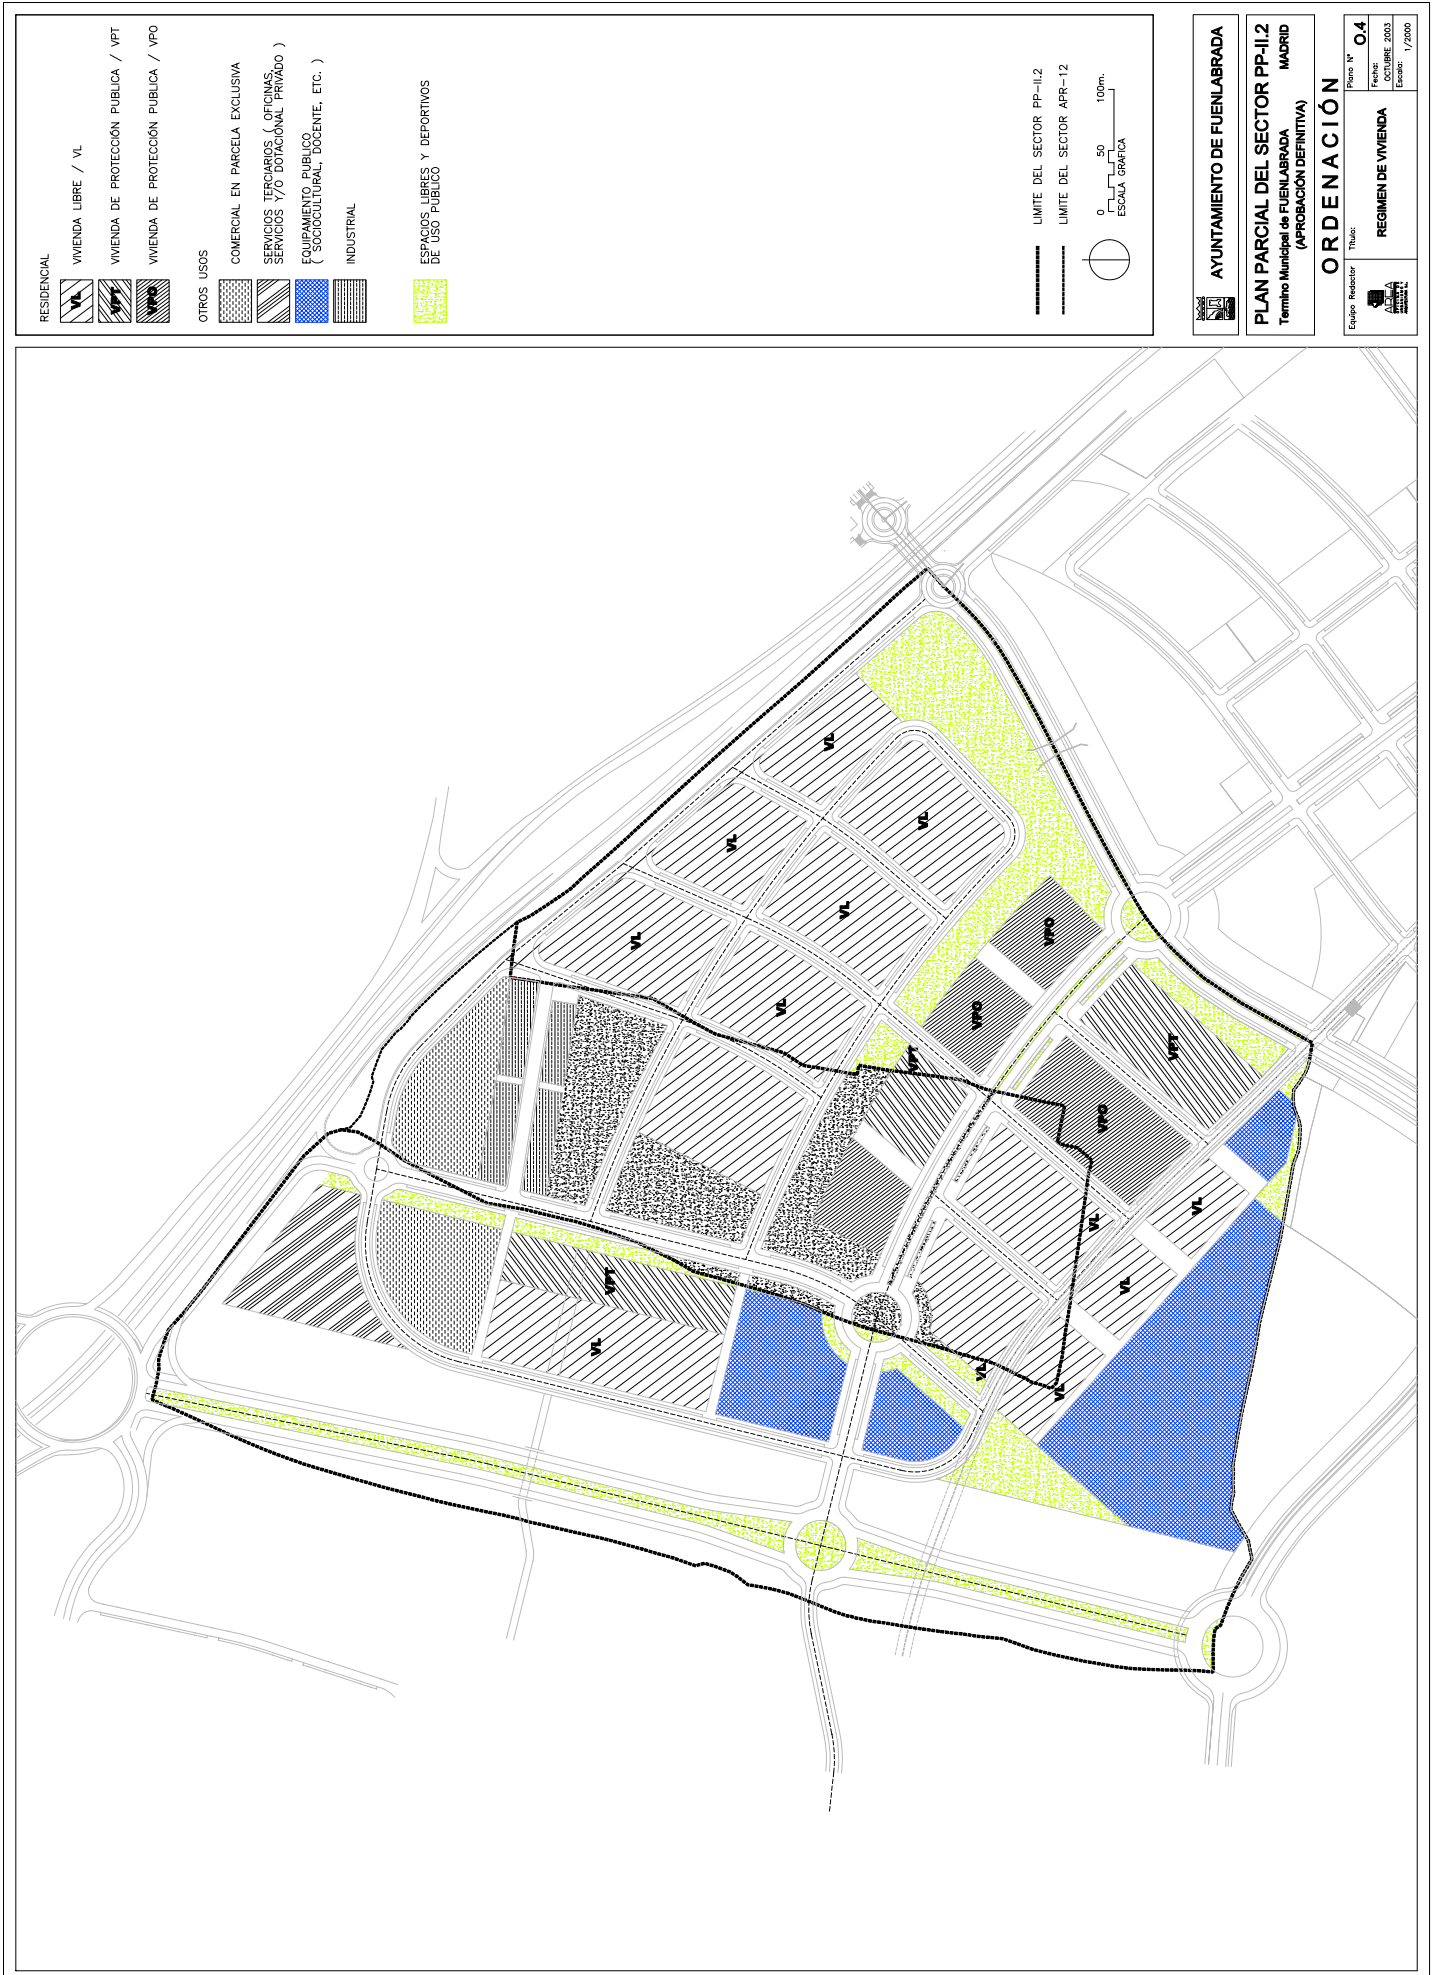 RESIDENCIAL
VL
VIVIENDA LIBRE / VL
VPT
VIVIENDA DE PROTECCIÓN PUBLICA / VPT
VPO
VIVIENDA DE PROTECCIÓN PUBLICA / VPO
OTROS USOS
COMERCIAL EN PARCELA EXCLUSIVA
SERVICIOS TERCIARIOS ( OFICINAS,
SERVICIOS Y/O DOTACIONAL PRIVADO )
EQUIPAMIENTO PUBLICO
( SOCIOCULTURAL, DOCENTE, ETC. )
INDUSTRIAL
ESPACIOS LIBRES Y DEPORTIVOS
DE USO PUBLICO
LIMITE DEL SECTOR PP-II.2
LIMITE DEL SECTOR APR-12
0 50 100m.
ESCALA GRAFICA
AYUNTAMIENTO DE FUENLABRADA
PLAN PARCIAL DEL SECTOR PP-II.2
Termino Municipal de FUENLABRADA MADRID
(APROBACIÓN DEFINITIVA)
ORDENACIÓN
Equipo Redactor
Título:
REGIMEN DE VIVIENDA
Plano Nº
O.4
Fecha:
OCTUBRE 2003
Escala:
1/2000
VL
VL
VL
VL
VL
VL
VPO
VPO
VPT
VPT
VPO
VL
VL
VL
VL
VL
VPT
VL